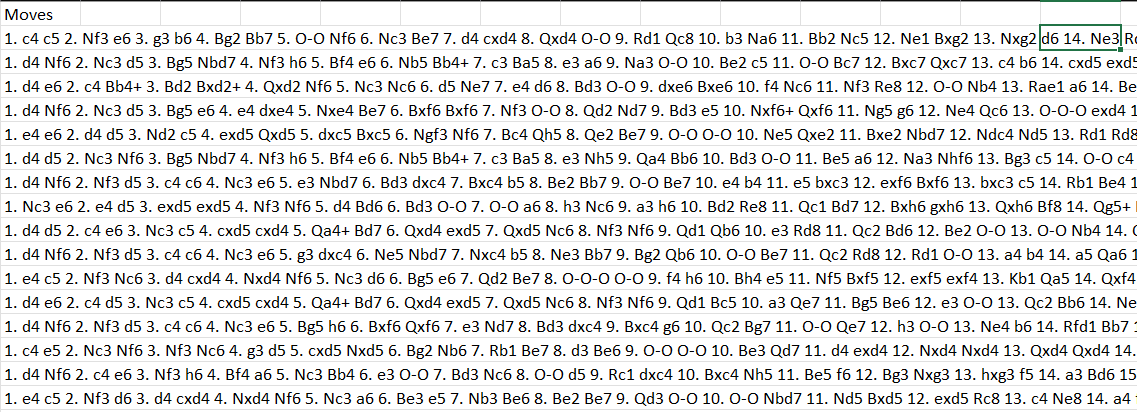 Moves
1. c4 c5 2. Nf3 e6 3. g3 b6 4. Bg2 Bb7 5. O-O Nf6 6. Nc3 Be7 7. d4 cxd4 8. Qxd4 O-O 9. Rd1 Qc8 10. b3 Na6 11. Bb2 Nc5 12. Ne1 Bxg2 13. Nxg2 d6 14. Ne3
1. d4 Nf6 2. Nc3 d5 3. Bg5 Nbd7 4. Nf3 h6 5. Bf4 e6 6. Nb5 Bb4+ 7. c3 Ba5 8. e3 a6 9. Na3 O-O 10. Be2 c5 11. O-O Bc7 12. Bxc7 Qxc7 13. c4 b6 14. cxd5 exd5
1. d4 e6 2. c4 Bb4+ 3. Bd2 Bxd2+ 4. Qxd2 Nf6 5. Nc3 Nc6 6. d5 Ne7 7. e4 d6 8. Bd3 O-O 9. dxe6 Bxe6 10. f4 Nc6 11. Nf3 Re8 12. O-O Nb4 13. Rae1 a6 14. Be
1. d4 Nf6 2. Nc3 d5 3. Bg5 e6 4. e4 dxe4 5. Nxe4 Be7 6. Bxf6 Bxf6 7. Nf3 O-O 8. Qd2 Nd7 9. Bd3 e5 10. Nxf6+ Qxf6 11. Ng5 g6 12. Ne4 Qc6 13. O-O-O exd4 1
1. e4 e6 2. d4 d5 3. Nd2 c5 4. exd5 Qxd5 5. dxc5 Bxc5 6. Ngf3 Nf6 7. Bc4 Qh5 8. Qe2 Be7 9. O-O O-O 10. Ne5 Qxe2 11. Bxe2 Nbd7 12. Ndc4 Nd5 13. Rd1 Rd8
1. d4 d5 2. Nc3 Nf6 3. Bg5 Nbd7 4. Nf3 h6 5. Bf4 e6 6. Nb5 Bb4+ 7. c3 Ba5 8. e3 Nh5 9. Qa4 Bb6 10. Bd3 O-O 11. Be5 a6 12. Na3 Nhf6 13. Bg3 c5 14. O-O c4
1. d4 Nf6 2. Nf3 d5 3. c4 c6 4. Nc3 e6 5. e3 Nbd7 6. Bd3 dxc4 7. Bxc4 b5 8. Be2 Bb7 9. O-O Be7 10. e4 b4 11. e5 bxc3 12. exf6 Bxf6 13. bxc3 c5 14. Rb1 Be4 1
1. Nc3 e6 2. e4 d5 3. exd5 exd5 4. Nf3 Nf6 5. d4 Bd6 6. Bd3 O-O 7. O-O a6 8. h3 Nc6 9. a3 h6 10. Bd2 Re8 11. Qc1 Bd7 12. Bxh6 gxh6 13. Qxh6 Bf8 14. Qg5+
1. d4 d5 2. c4 e6 3. Nc3 c5 4. cxd5 cxd4 5. Qa4+ Bd7 6. Qxd4 exd5 7. Qxd5 Nc6 8. Nf3 Nf6 9. Qd1 Qb6 10. e3 Rd8 11. Qc2 Bd6 12. Be2 O-O 13. O-O Nb4 14.
1. d4 Nf6 2. Nf3 d5 3. c4 c6 4. Nc3 e6 5. g3 dxc4 6. Ne5 Nbd7 7. Nxc4 b5 8. Ne3 Bb7 9. Bg2 Qb6 10. O-O Be7 11. Qc2 Rd8 12. Rd1 O-O 13. a4 b4 14. a5 Qa6 1
1. e4 c5 2. Nf3 Nc6 3. d4 cxd4 4. Nxd4 Nf6 5. Nc3 d6 6. Bg5 e6 7. Qd2 Be7 8. O-O-O O-O 9. f4 h6 10. Bh4 e5 11. Nf5 Bxf5 12. exf5 exf4 13. Kb1 Qa5 14. Qxf4
1. d4 e6 2. c4 d5 3. Nc3 c5 4. cxd5 cxd4 5. Qa4+ Bd7 6. Qxd4 exd5 7. Qxd5 Nc6 8. Nf3 Nf6 9. Qd1 Bc5 10. a3 Qe7 11. Bg5 Be6 12. e3 O-O 13. Qc2 Bb6 14. Ne
1. d4 Nf6 2. Nf3 d5 3. c4 c6 4. Nc3 e6 5. Bg5 h6 6. Bxf6 Qxf6 7. e3 Nd7 8. Bd3 dxc4 9. Bxc4 g6 10. Qc2 Bg7 11. O-O Qe7 12. h3 O-O 13. Ne4 b6 14. Rfd1 Bb7
1. c4 e5 2. Nc3 Nf6 3. Nf3 Nc6 4. g3 d5 5. cxd5 Nxd5 6. Bg2 Nb6 7. Rb1 Be7 8. d3 Be6 9. O-O O-O 10. Be3 Qd7 11. d4 exd4 12. Nxd4 Nxd4 13. Qxd4 Qxd4 14.
1. d4 Nf6 2. c4 e6 3. Nf3 h6 4. Bf4 a6 5. Nc3 Bb4 6. e3 O-O 7. Bd3 Nc6 8. O-O d5 9. Rc1 dxc4 10. Bxc4 Nh5 11. Be5 f6 12. Bg3 Nxg3 13. hxg3 f5 14. a3 Bd6 15
1. e4 c5 2. Nf3 d6 3. d4 cxd4 4. Nxd4 Nf6 5. Nc3 a6 6. Be3 e5 7. Nb3 Be6 8. Be2 Be7 9. Qd3 O-O 10. O-O Nbd7 11. Nd5 Bxd5 12. exd5 Rc8 13. c4 Ne8 14. a4